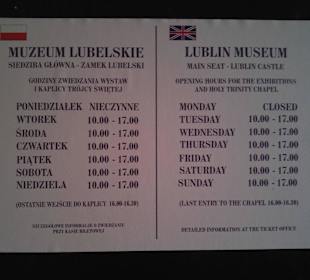 MUZEUM LUBELSKIE
SIEDZIBA GŁÓWNA - ZAMEK LUBELSKI
GODZINY ZWIEDZANIA WYSTAW
I KAPLICY TRÓJCY ŚWIĘTEJ
PONIEDZIAŁEK NIECZYNNE
WTOREK 10.00 - 17.00
ŚRODA 10.00 - 17.00
CZWARTEK 10.00 - 17.00
PIĄTEK 10.00 - 17.00
SOBOTA 10.00 - 17.00
NIEDZIELA 10.00 - 17.00
(OSTATNIE WEJŚCIE DO KAPLICY 16.00-16.30)
SZCZEGÓŁOWE INFORMACJE O ZWIEDZANIU
PRZY KASIE BILETOWEJ
LUBLIN MUSEUM
MAIN SEAT - LUBLIN CASTLE
OPENING HOURS FOR THE EXHIBITIONS
AND HOLY TRINITY CHAPEL
MONDAY CLOSED
TUESDAY 10.00 - 17.00
WEDNESDAY 10.00 - 17.00
THURSDAY 10.00 - 17.00
FRIDAY 10.00 - 17.00
SATURDAY 10.00 - 17.00
SUNDAY 10.00 - 17.00
(LAST ENTRY TO THE CHAPEL 16.00-16.30)
DETAILED INFORMATION AT THE TICKET OFFICE